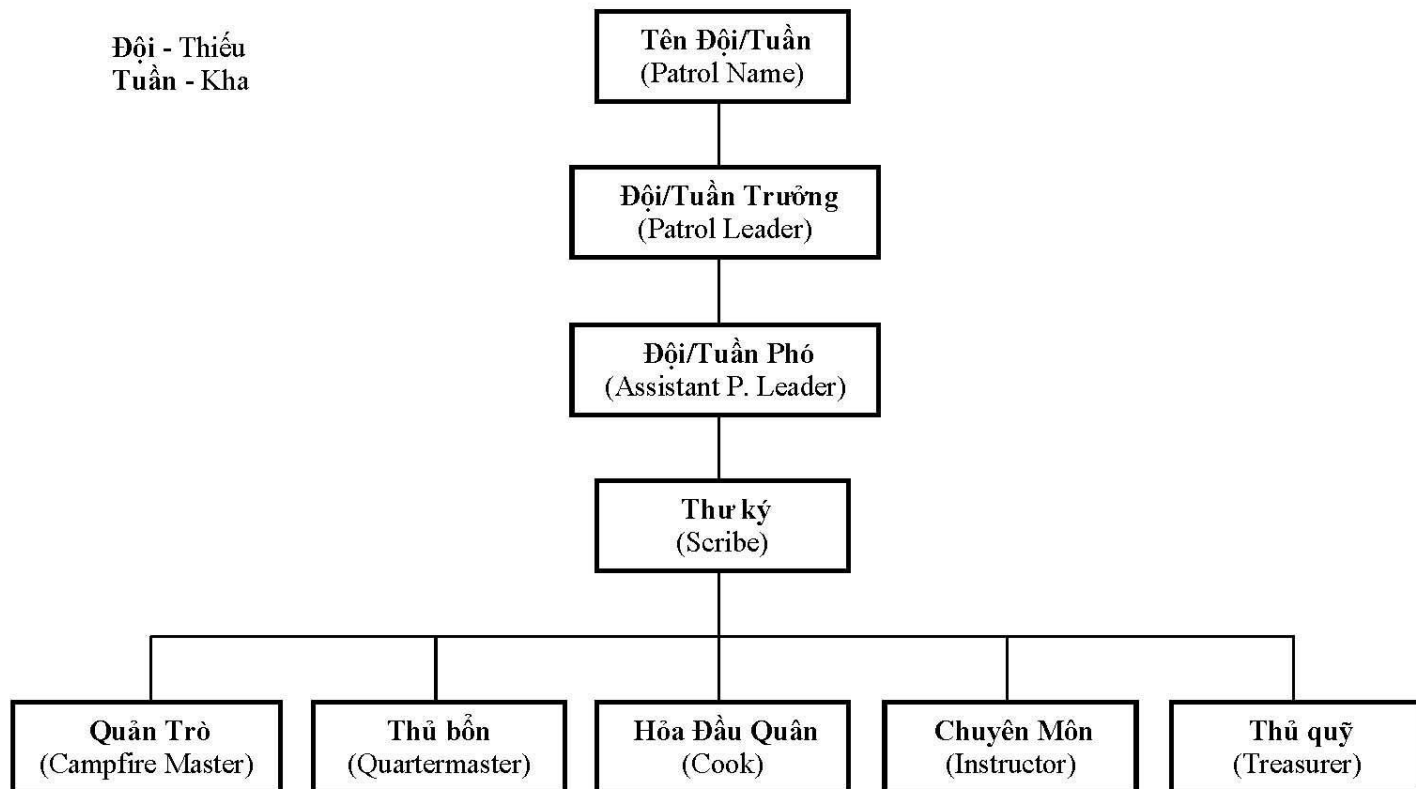 Đội - Thiếu
Tuần - Kha
Tên Đội/Tuần
(Patrol Name)
Đội/Tuần Trưởng
(Patrol Leader)
Đội/Tuần Phó
(Assistant P. Leader)
Thư ký
(Scribe)
Quản Trò
(Campfire Master)
Thủ bổn
(Quartermaster)
Hỏa Đầu Quân
(Cook)
Chuyên Môn
(Instructor)
Thủ quỹ
(Treasurer)